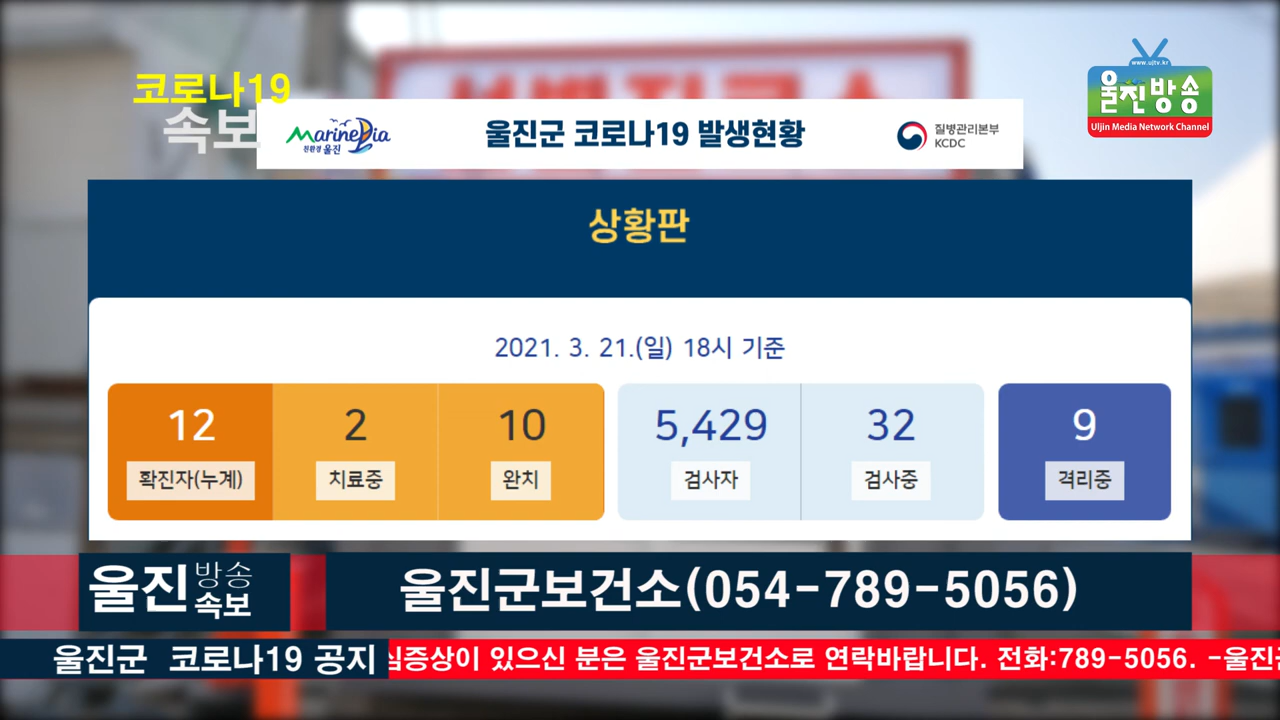 코로나19
속보
MarinePia
친환경 울진
울진군 코로나19 발생현황
질병관리본부
KCDC
www.ujtv.kr
울진방송
Uljin Media Network Channel
상황판
2021. 3. 21.(일) 18시 기준
12
2
10
5,429
32
9
확진자(누계)
치료중
완치
검사자
검사중
격리중
울진 방송 속보
울진군보건소(054-789-5056)
울진군 코로나19 공지
심증상이 있으신 분은 울진군보건소로 연락바랍니다. 전화:789-5056. -울진군